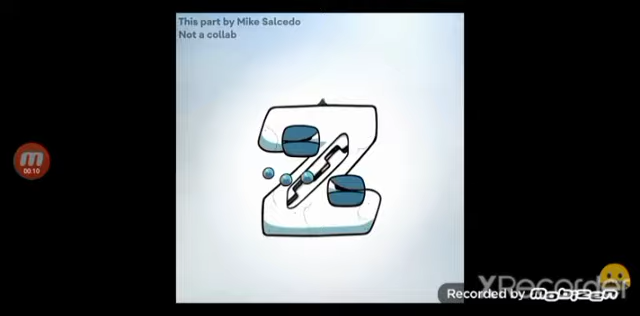 This part by Mike Salcedo
Not a collab
Z
00:10
XRecorder
Recorded by Mobizen